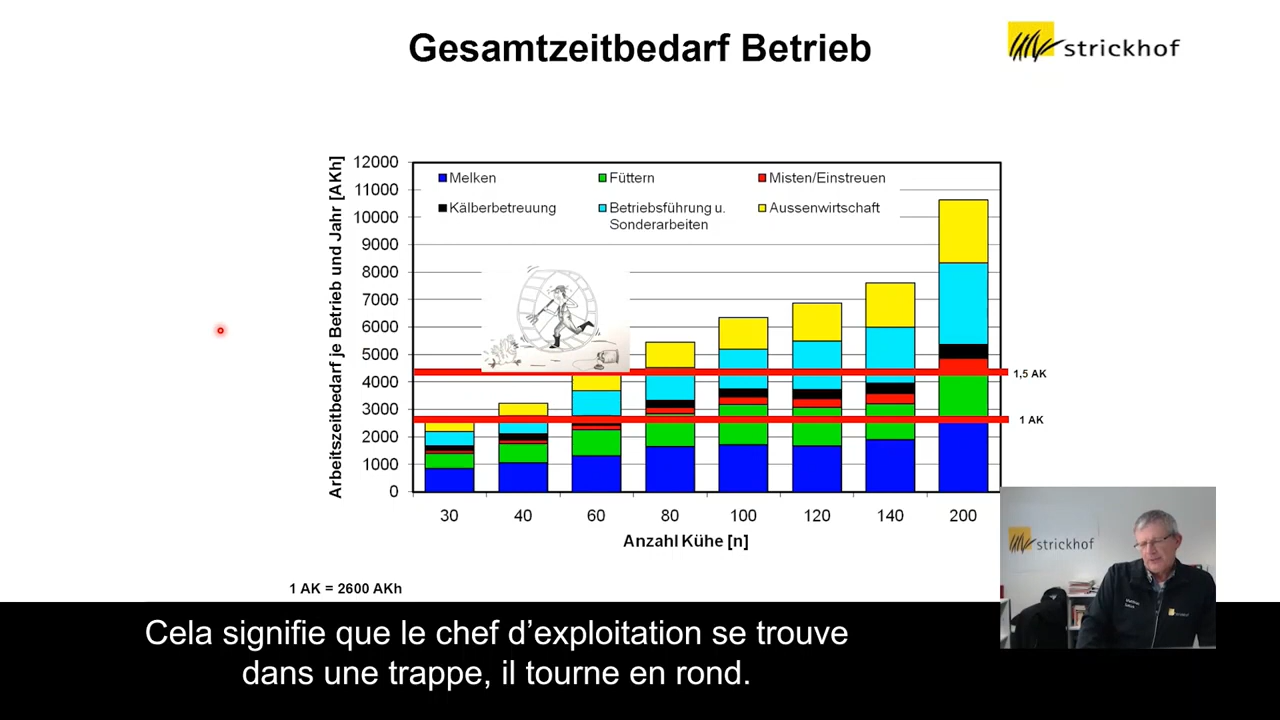 Gesamtzeitbedarf Betrieb
strickhof
Arbeitszeitbedarf je Betrieb und Jahr [AKh]
12000
11000
10000
9000
8000
7000
6000
5000
4000
3000
2000
1000
0
Melken
Füttern
Misten/Einstreuen
Kälberbetreuung
Betriebsführung u.
Sonderarbeiten
Aussenwirtschaft
1,5 AK
1 AK
30 40 60 80 100 120 140 200
Anzahl Kühe [n]
1 AK = 2600 AKh
strickhof
Cela signifie que le chef d’exploitation se trouve
dans une trappe, il tourne en rond.